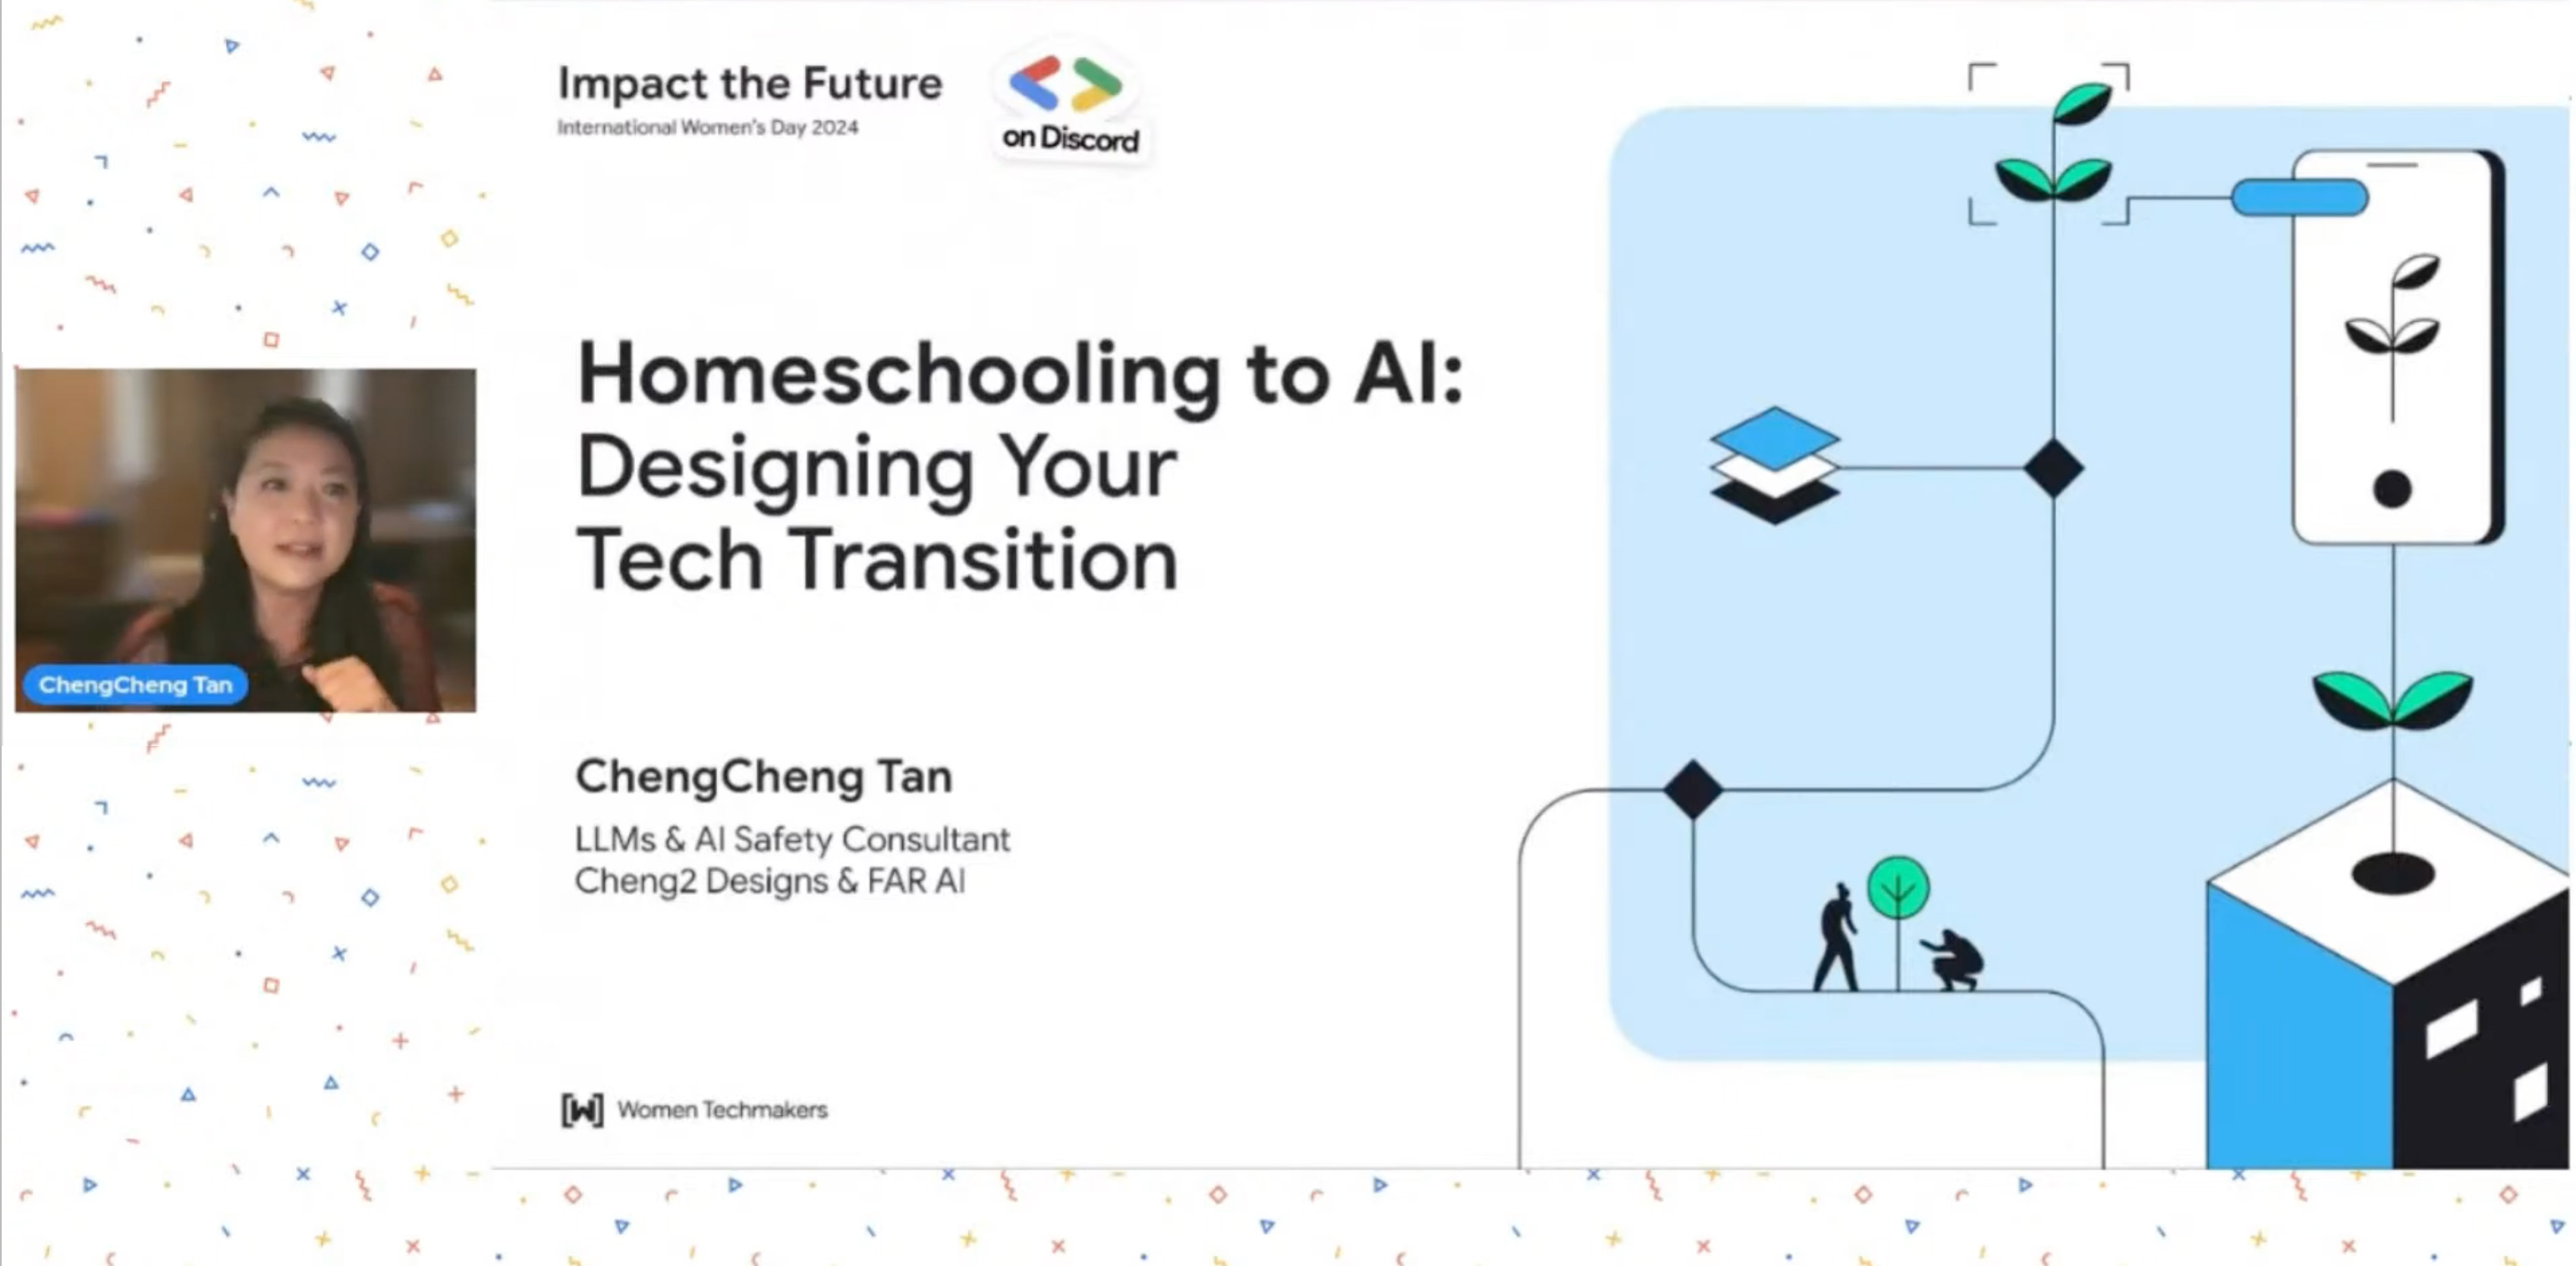 Impact the Future
International Women's Day 2024
on Discord
Homeschooling to AI:
Designing Your
Tech Transition
ChengCheng Tan
ChengCheng Tan
LLMs & AI Safety Consultant
Cheng2 Designs & FAR AI
[W] Women Techmakers